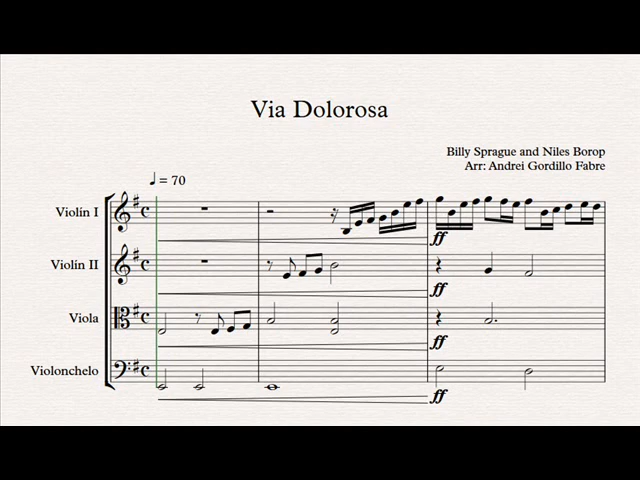 Via Dolorosa
Billy Sprague and Niles Borop
Arr: Andrei Gordillo Fabre
♩ = 70
Violín I
ff
Violín II
ff
Viola
ff
Violonchelo
ff